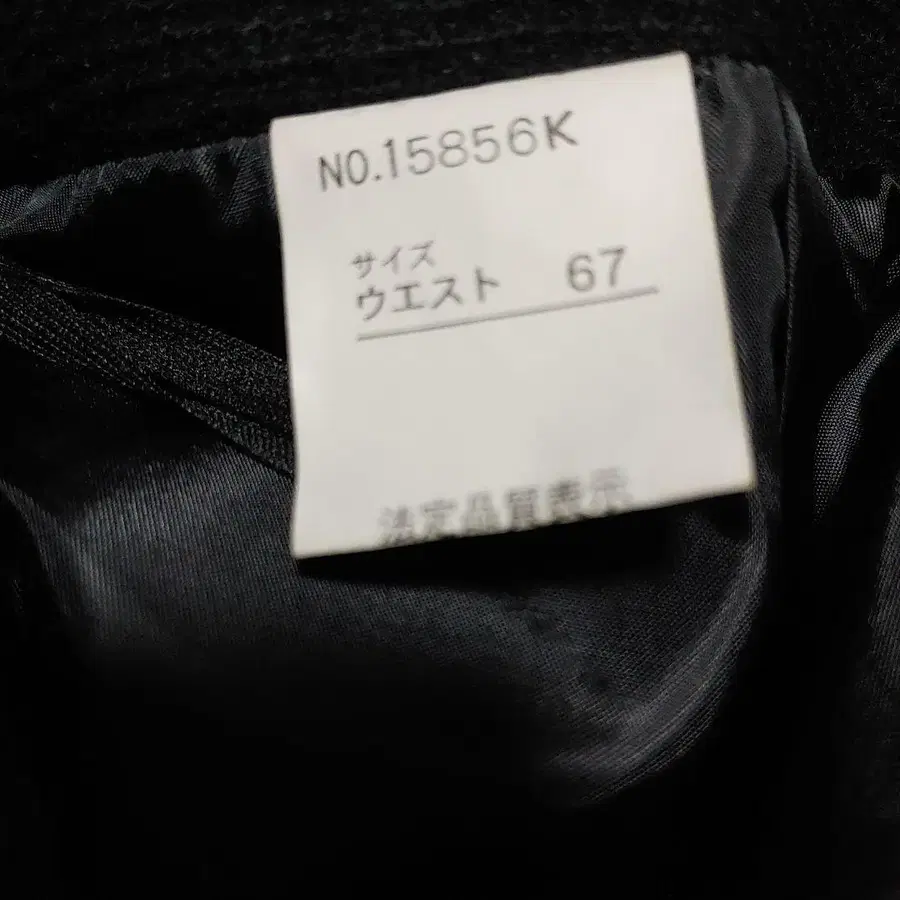 NO.15856K
サイズ
ウエスト 67
法定品質表示